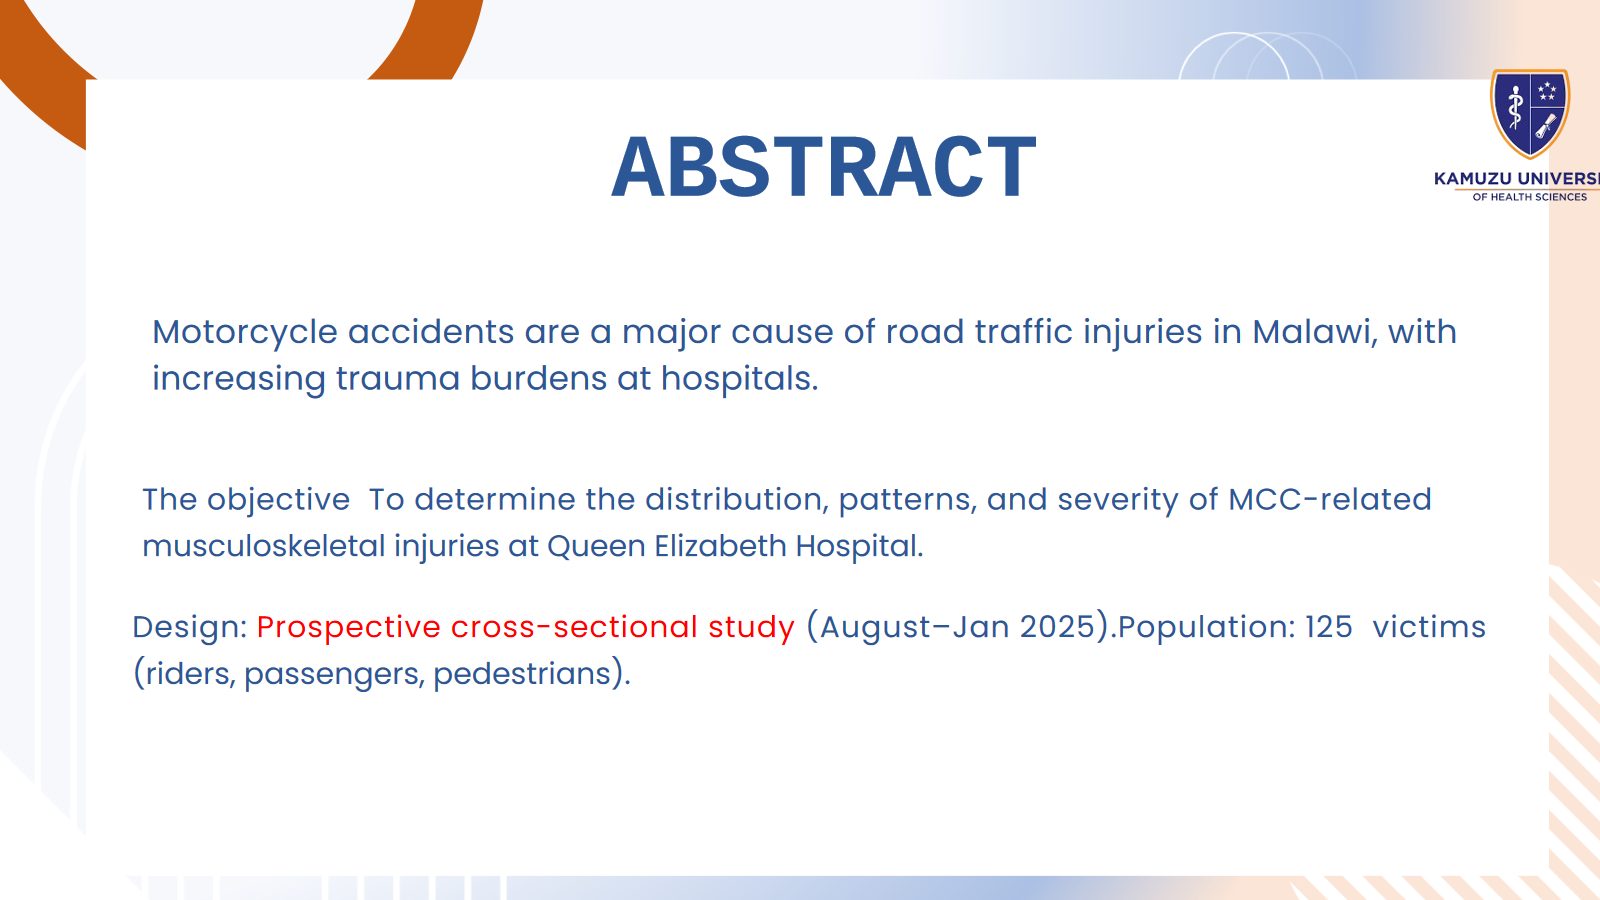 ABSTRACT
KAMUZU UNIVERSI
OF HEALTH SCIENCES
Motorcycle accidents are a major cause of road traffic injuries in Malawi, with
increasing trauma burdens at hospitals.
The objective  To determine the distribution, patterns, and severity of MCC-related
musculoskeletal injuries at Queen Elizabeth Hospital.
Design: Prospective cross-sectional study (August–Jan 2025).Population: 125  victims
(riders, passengers, pedestrians).